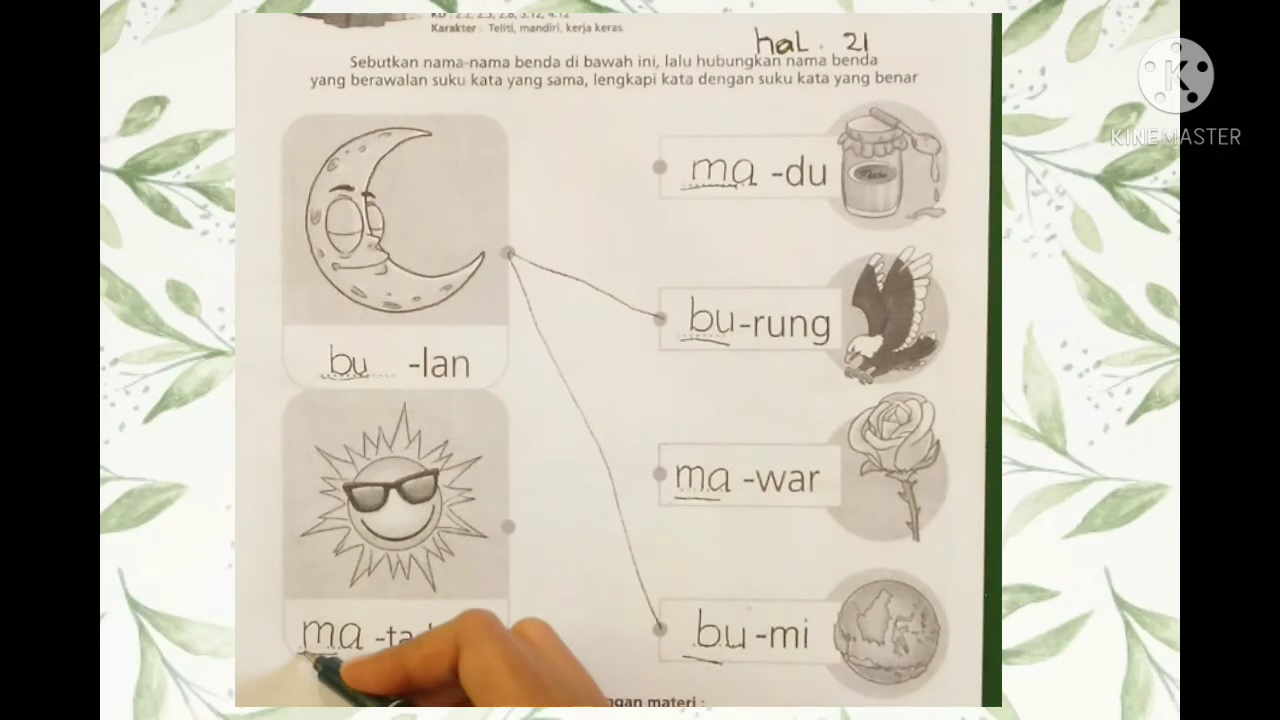 Karakter : Teliti, mandiri, kerja keras.
hal. 21
Sebutkan nama-nama benda di bawah ini, lalu hubungkan nama benda
yang berawalan suku kata yang sama, lengkapi kata dengan suku kata yang benar
KINEMASTER
ma -du
bu -rung
bu -lan
ma -war
ma -ta
bu -mi
materi :